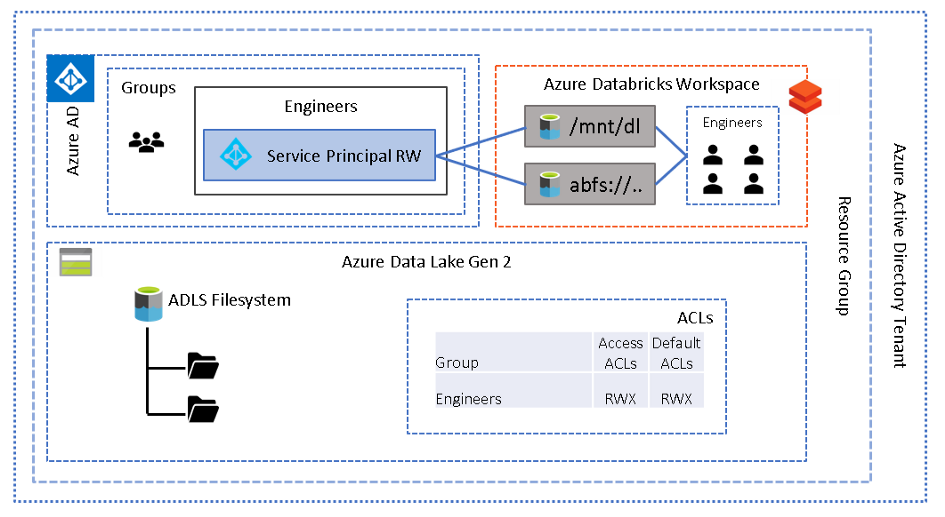 Azure Active Directory Tenant
Resource Group
Azure AD
Groups
Engineers
Service Principal RW
Azure Databricks Workspace
/mnt/dl
abfs://..
Engineers
Azure Data Lake Gen 2
ADLS Filesystem
ACLs
Group Access ACLs Default ACLs
Engineers RWX RWX